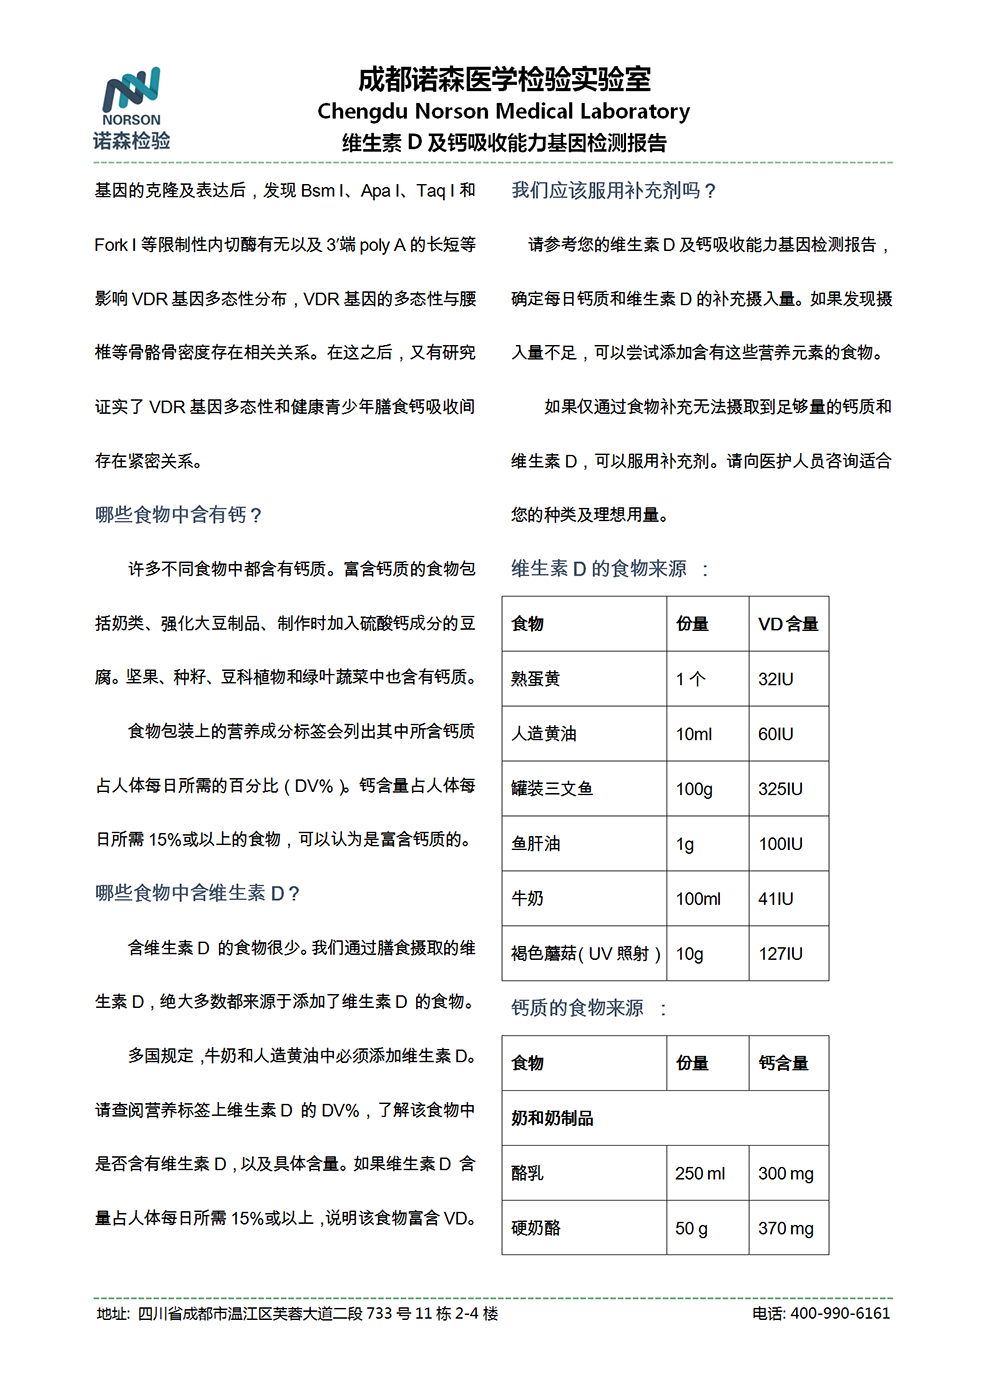 NORSON
诺森检验
成都诺森医学检验实验室
Chengdu Norson Medical Laboratory
维生素 D 及钙吸收能力基因检测报告
基因的克隆及表达后，发现 Bsm I、Apa I、Taq I 和
Fork I 等限制性内切酶有无以及 3′端 poly A 的长短等
影响 VDR 基因多态性分布，VDR 基因的多态性与腰
椎等骨骼骨密度存在相关关系。在这之后，又有研究
证实了 VDR 基因多态性和健康青少年膳食钙吸收间
存在紧密关系。
哪些食物中含有钙？
许多不同食物中都含有钙质。富含钙质的食物包
括奶类、强化大豆制品、制作时加入硫酸钙成分的豆
腐。坚果、种籽、豆科植物和绿叶蔬菜中也含有钙质。
食物包装上的营养成分标签会列出其中所含钙质
占人体每日所需的百分比（DV%）。钙含量占人体每
日所需 15%或以上的食物，可以认为是富含钙质的。
哪些食物中含维生素 D？
含维生素 D 的食物很少。我们通过膳食摄取的维
生素 D，绝大多数都来源于添加了维生素 D 的食物。
多国规定，牛奶和人造黄油中必须添加维生素 D。
请查阅营养标签上维生素 D 的 DV%，了解该食物中
是否含有维生素 D，以及具体含量。如果维生素 D 含
量占人体每日所需 15%或以上，说明该食物富含 VD。
我们应该服用补充剂吗？
请参考您的维生素 D 及钙吸收能力基因检测报告，
确定每日钙质和维生素 D 的补充摄入量。如果发现摄
入量不足，可以尝试添加含有这些营养元素的食物。
如果仅通过食物补充无法摄取到足够量的钙质和
维生素 D，可以服用补充剂。请向医护人员咨询适合
您的种类及理想用量。
维生素 D 的食物来源 ：
食物 份量 VD 含量
熟蛋黄 1 个 32IU
人造黄油 10ml 60IU
罐装三文鱼 100g 325IU
鱼肝油 1g 100IU
牛奶 100ml 41IU
褐色蘑菇（UV 照射） 10g 127IU
钙质的食物来源 ：
食物 份量 钙含量
奶和奶制品
酪乳 250 ml 300 mg
硬奶酪 50 g 370 mg
地址: 四川省成都市温江区芙蓉大道二段 733 号 11 栋 2-4 楼 电话: 400-990-6161